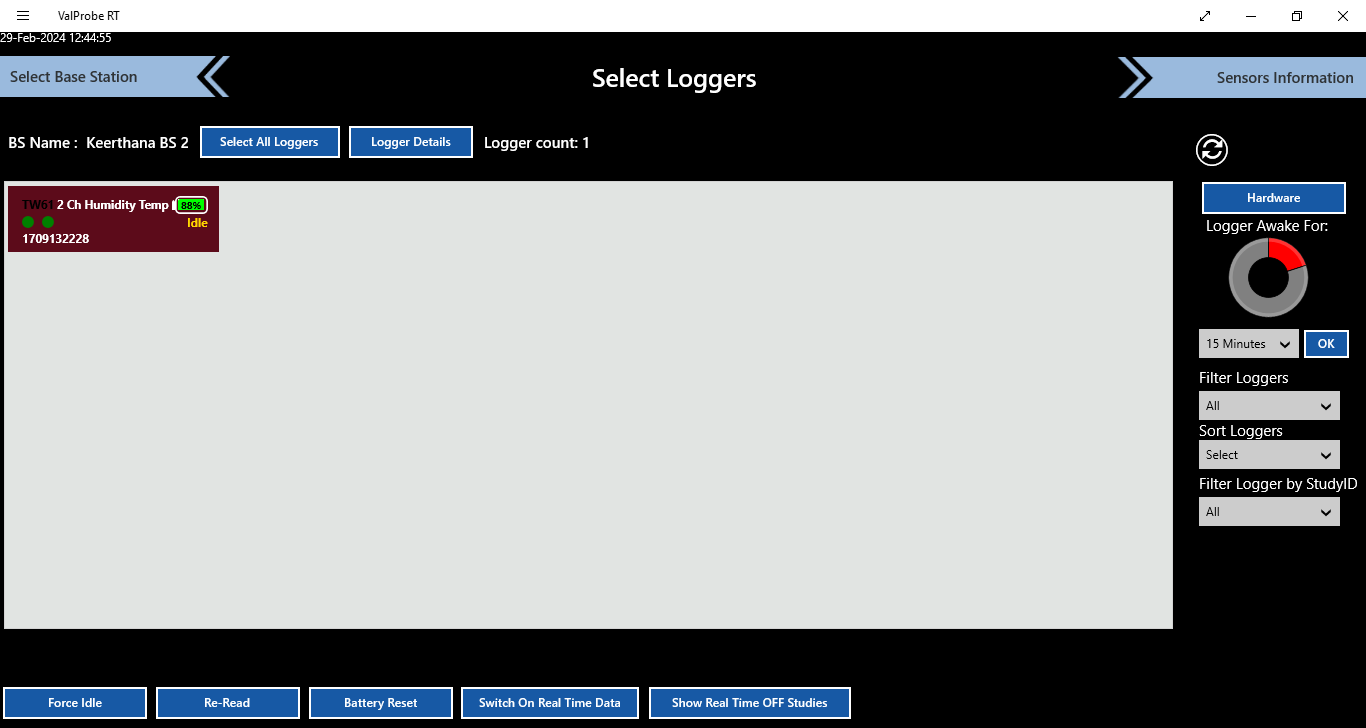 ValProbe RT
29-Feb-2024 12:44:55
Select Base Station
Select Loggers
Sensors Information
BS Name : Keerthana BS 2
Select All Loggers
Logger Details
Logger count: 1
TW61 2 Ch Humidity Temp
88%
Idle
1709132228
Hardware
Logger Awake For:
15 Minutes
OK
Filter Loggers
All
Sort Loggers
Select
Filter Logger by StudyID
All
Force Idle
Re-Read
Battery Reset
Switch On Real Time Data
Show Real Time OFF Studies